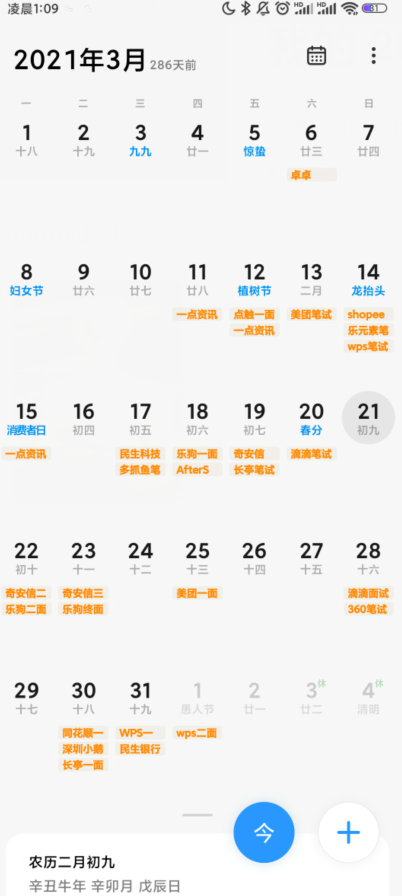 凌晨1:09
HD HD 31
2021年3月 286天前
一 二 三 四 五 六 日
1 2 3 4 5 6 7
十八 十九 九九 廿一 惊蛰 廿三 廿四
卓卓
8 9 10 11 12 13 14
妇女节 廿六 廿七 廿八 植树节 二月 龙抬头
一点资讯 点触一面 美团笔试 shopee
一点资讯 乐元素笔
wps笔试
15 16 17 18 19 20 21
消费者日 初四 初五 初六 初七 春分 初九
一点资讯 民生科技 乐狗一面 奇安信 滴滴笔试
多抓鱼笔 AfterS 长亭笔试
22 23 24 25 26 27 28
初十 十一 十二 十三 十四 十五 十六
奇安信二 奇安信三 美团一面 滴滴面试
乐狗二面 乐狗终面 360笔试
29 30 31 1 2 3休 4休
十七 十八 十九 愚人节 廿一 廿二 清明
同花顺一 WPS一 wps二面
深圳小鹅 民生银行
长亭一面
今
农历二月初九
辛丑牛年 辛卯月 戊辰日